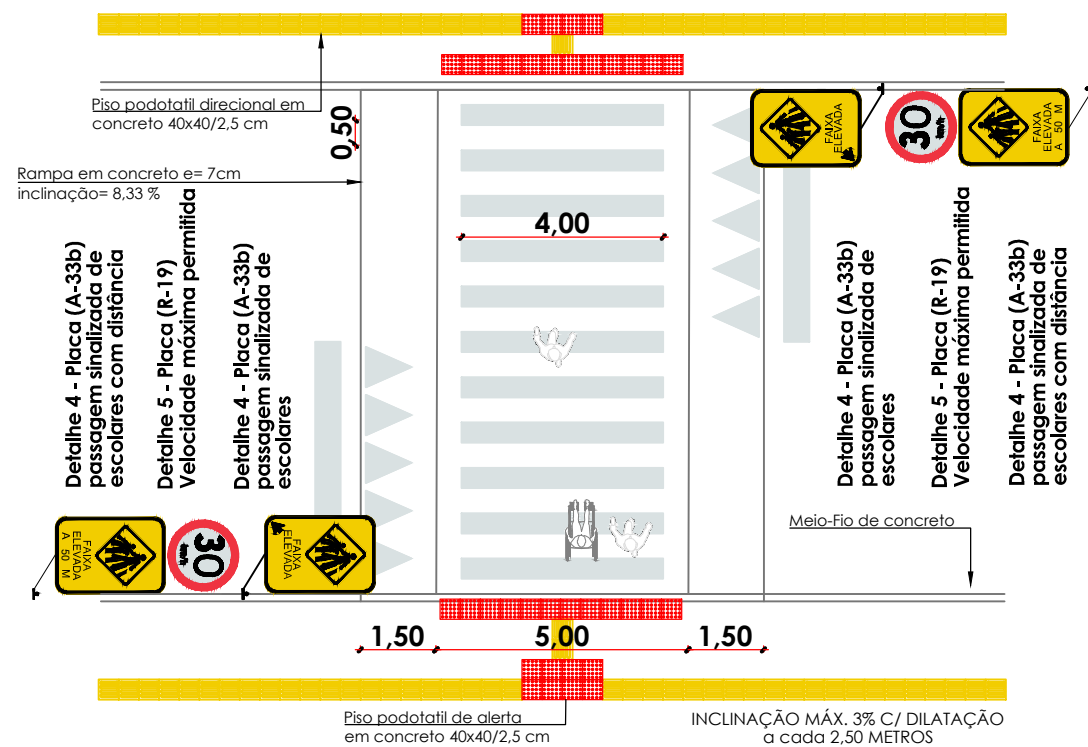 Piso podotatil direcional em
concreto 40x40/2,5 cm
0,50
Rampa em concreto e= 7cm
inclinação= 8,33 %
4,00
FAIXA
ELEVADA
30
km/h
FAIXA
ELEVADA
A 50 M
Detalhe 4 - Placa (A-33b)
passagem sinalizada de
escolares com distância
Detalhe 5 - Placa (R-19)
Velocidade máxima permitida
Detalhe 4 - Placa (A-33b)
passagem sinalizada de
escolares
Detalhe 4 - Placa (A-33b)
passagem sinalizada de
escolares
Detalhe 5 - Placa (R-19)
Velocidade máxima permitida
Detalhe 4 - Placa (A-33b)
passagem sinalizada de
escolares com distância
Meio-Fio de concreto
FAIXA
ELEVADA
A 50 M
30
km/h
FAIXA
ELEVADA
1,50
5,00
1,50
Piso podotatil de alerta
em concreto 40x40/2,5 cm
INCLINAÇÃO MÁX. 3% C/ DILATAÇÃO
a cada 2,50 METROS